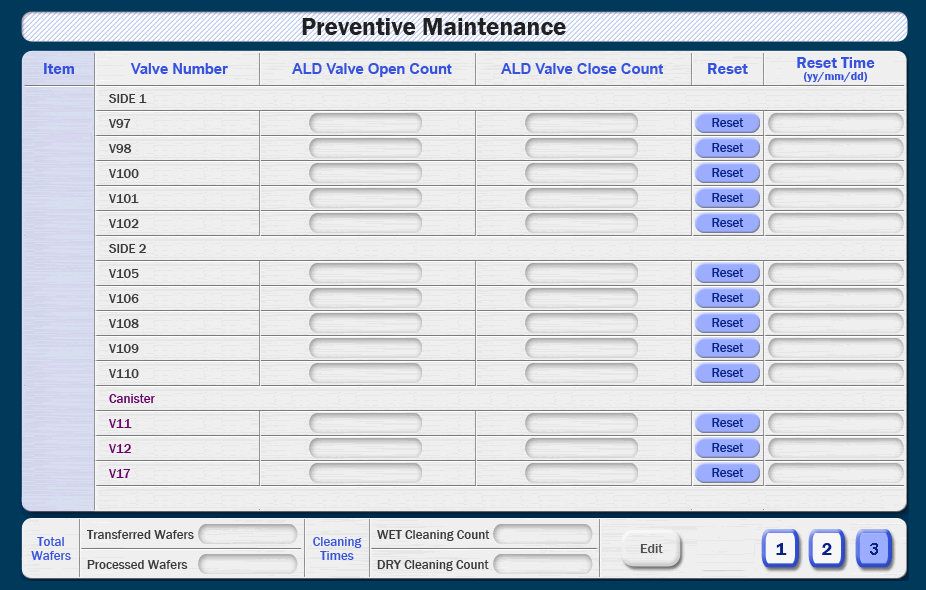 Preventive Maintenance
Item Valve Number ALD Valve Open Count ALD Valve Close Count Reset Reset Time
(yy/mm/dd)
SIDE 1
V97 Reset
V98 Reset
V100 Reset
V101 Reset
V102 Reset
SIDE 2
V105 Reset
V106 Reset
V108 Reset
V109 Reset
V110 Reset
Canister
V11 Reset
V12 Reset
V17 Reset
Total
Wafers
Transferred Wafers
Processed Wafers
Cleaning
Times
WET Cleaning Count
DRY Cleaning Count
Edit
1 2 3